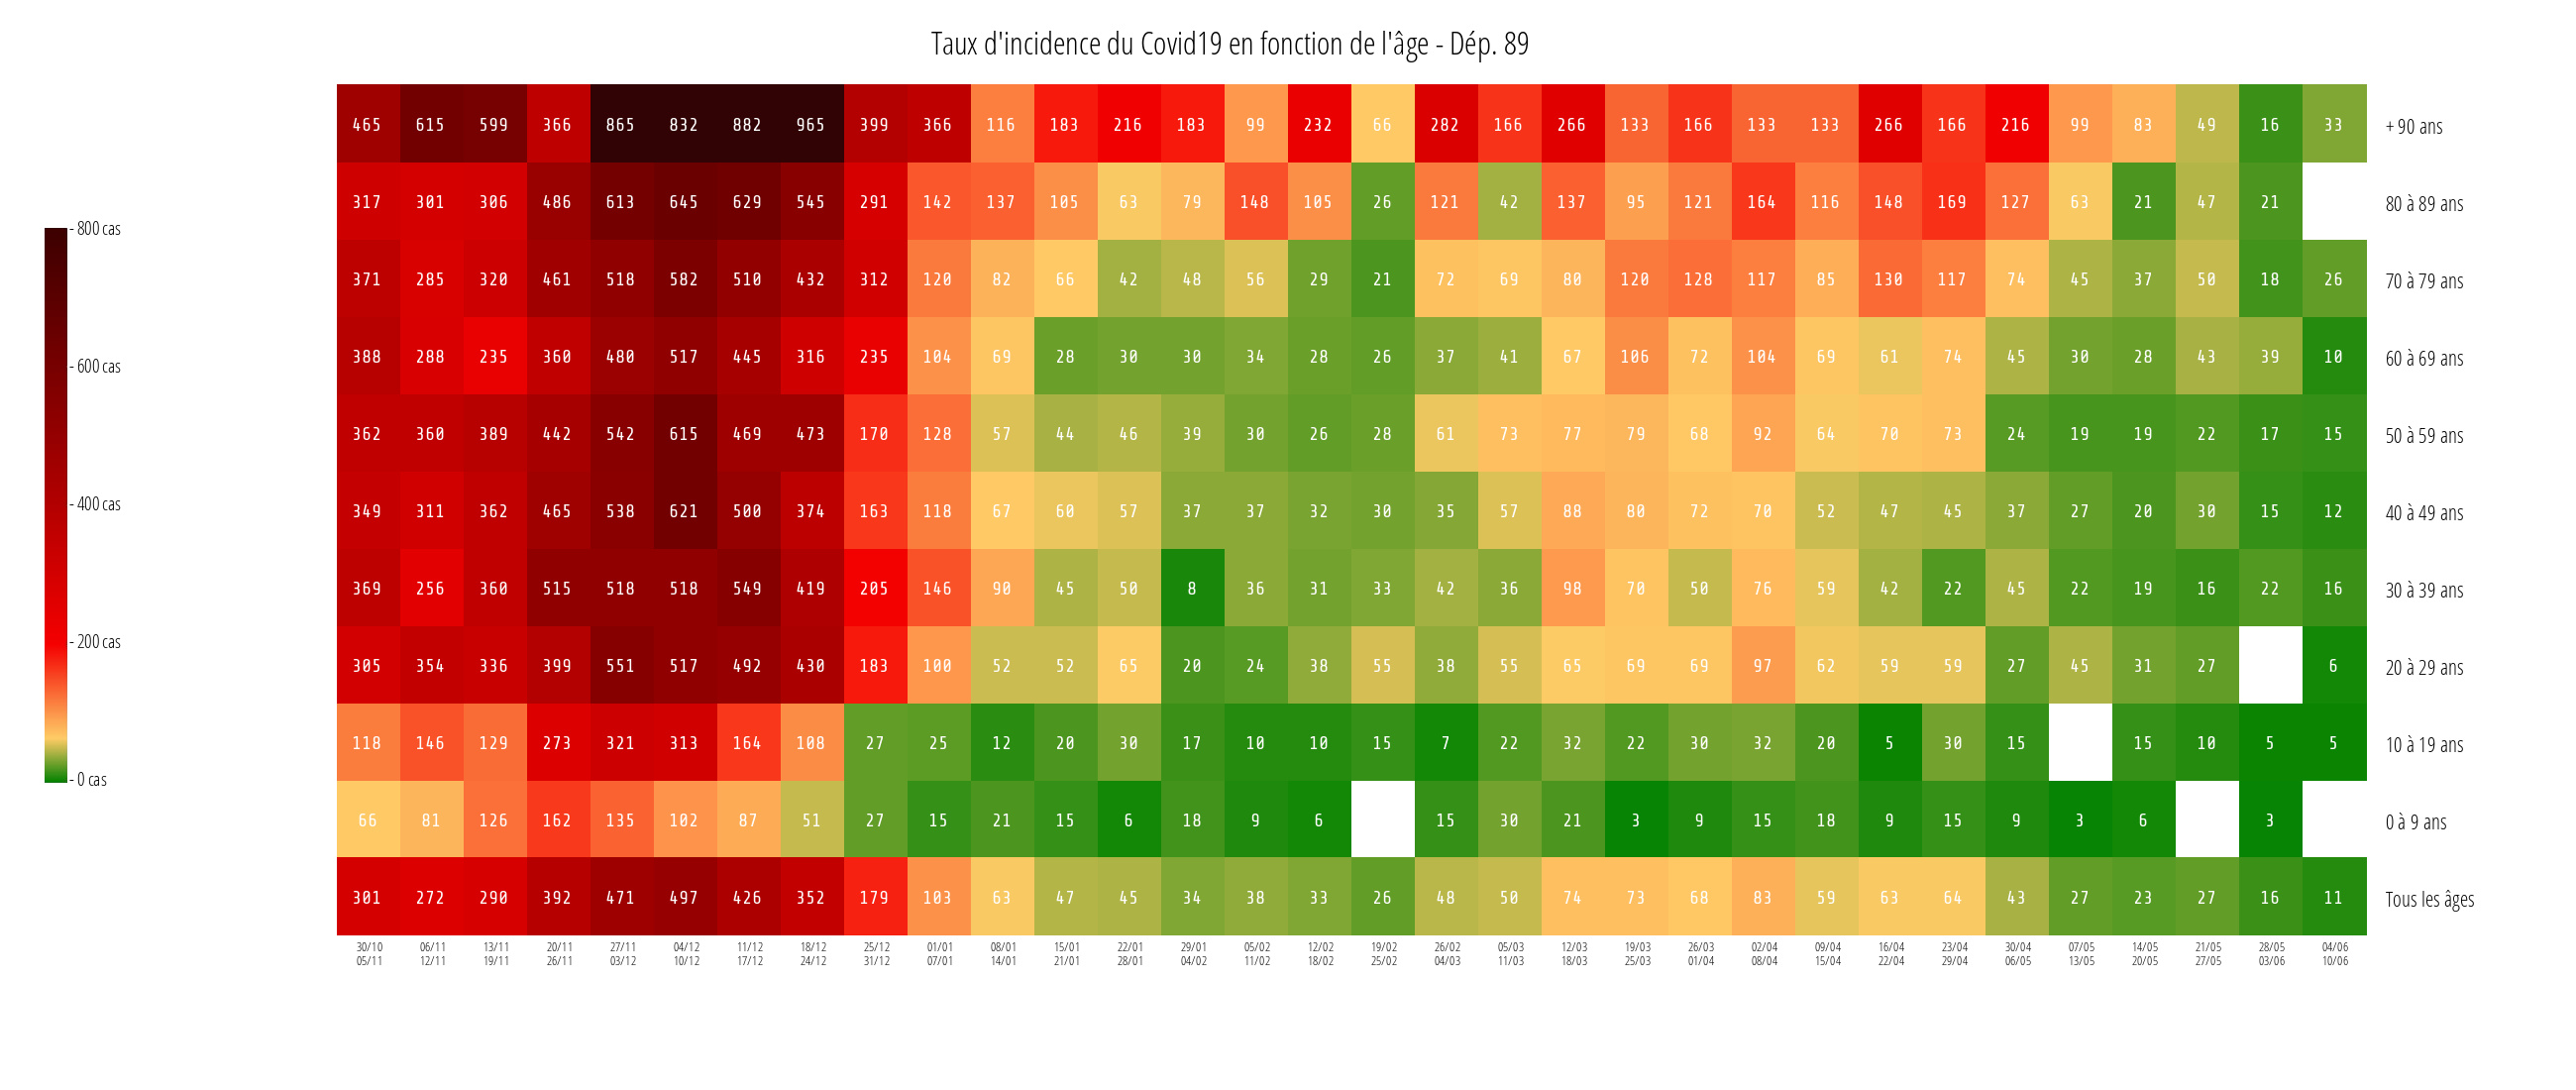 Taux d'incidence du Covid19 en fonction de l'âge - Dép. 89
- 800 cas
- 600 cas
- 400 cas
- 200 cas
- 0 cas
465 615 599 366 865 832 882 965 399 366 116 183 216 183 99 232 66 282 166 266 133 166 133 133 266 166 216 99 83 49 16 33 + 90 ans
317 301 306 486 613 645 629 545 291 142 137 105 63 79 148 105 26 121 42 137 95 121 164 116 148 169 127 63 21 47 21 80 à 89 ans
371 285 320 461 518 582 510 432 312 120 82 66 42 48 56 29 21 72 69 80 120 128 117 85 130 117 74 45 37 50 18 26 70 à 79 ans
388 288 235 360 480 517 445 316 235 104 69 28 30 30 34 28 26 37 41 67 106 72 104 69 61 74 45 30 28 43 39 10 60 à 69 ans
362 360 389 442 542 615 469 473 170 128 57 44 46 39 30 26 28 61 73 77 79 68 92 64 70 73 24 19 19 22 17 15 50 à 59 ans
349 311 362 465 538 621 500 374 163 118 67 60 57 37 37 32 30 35 57 88 80 72 70 52 47 45 37 27 20 30 15 12 40 à 49 ans
369 256 360 515 518 518 549 419 205 146 90 45 50 8 36 31 33 42 36 98 70 50 76 59 42 22 45 22 19 16 22 16 30 à 39 ans
305 354 336 399 551 517 492 430 183 100 52 52 65 20 24 38 55 38 55 65 69 69 97 62 59 59 27 45 31 27 6 20 à 29 ans
118 146 129 273 321 313 164 108 27 25 12 20 30 17 10 10 15 7 22 32 22 30 32 20 5 30 15 15 10 5 5 10 à 19 ans
66 81 126 162 135 102 87 51 27 15 21 15 6 18 9 6 15 30 21 3 9 15 18 9 15 9 3 6 3 0 à 9 ans
301 272 290 392 471 497 426 352 179 103 63 47 45 34 38 33 26 48 50 74 73 68 83 59 63 64 43 27 23 27 16 11 Tous les âges
30/10 06/11 13/11 20/11 27/11 04/12 11/12 18/12 25/12 01/01 08/01 15/01 22/01 29/01 05/02 12/02 19/02 26/02 05/03 12/03 19/03 26/03 02/04 09/04 16/04 23/04 30/04 07/05 14/05 21/05 28/05 04/06
05/11 12/11 19/11 26/11 03/12 10/12 17/12 24/12 31/12 07/01 14/01 21/01 28/01 04/02 11/02 18/02 25/02 04/03 11/03 18/03 25/03 01/04 08/04 15/04 22/04 29/04 06/05 13/05 20/05 27/05 03/06 10/06